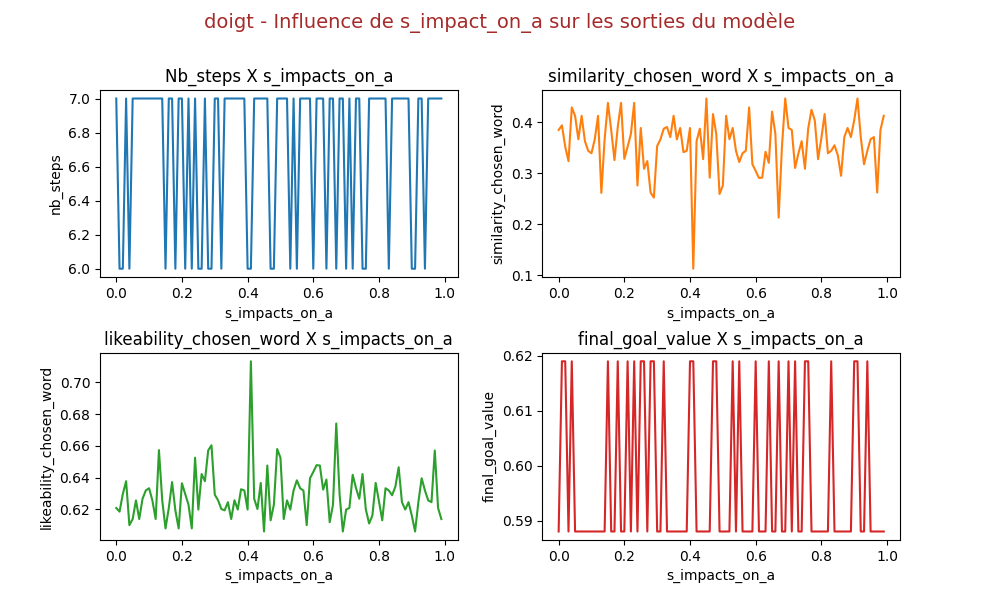 doigt - Influence de s_impact_on_a sur les sorties du modèle
Nb_steps X s_impacts_on_a
nb_steps
7.0
6.8
6.6
6.4
6.2
6.0
0.0 0.2 0.4 0.6 0.8 1.0
s_impacts_on_a
similarity_chosen_word X s_impacts_on_a
similarity_chosen_word
0.4
0.3
0.2
0.1
0.0 0.2 0.4 0.6 0.8 1.0
s_impacts_on_a
likeability_chosen_word X s_impacts_on_a
likeability_chosen_word
0.70
0.68
0.66
0.64
0.62
0.0 0.2 0.4 0.6 0.8 1.0
s_impacts_on_a
final_goal_value X s_impacts_on_a
final_goal_value
0.62
0.61
0.60
0.59
0.0 0.2 0.4 0.6 0.8 1.0
s_impacts_on_a